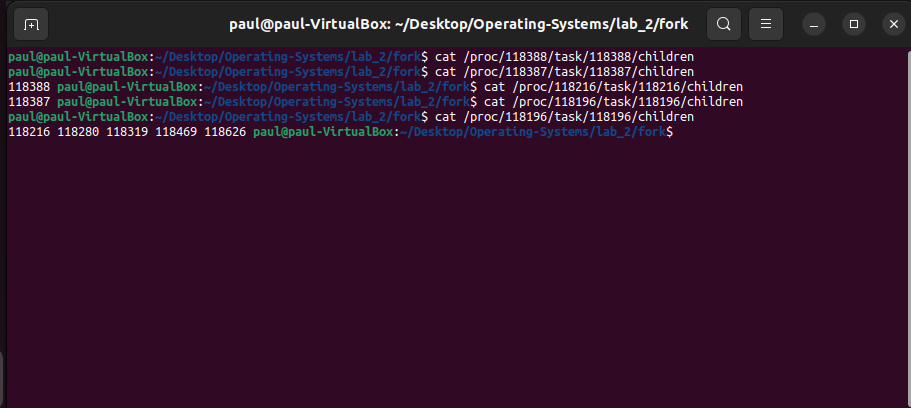 paul@paul-VirtualBox: ~/Desktop/Operating-Systems/lab_2/fork
paul@paul-VirtualBox:~/Desktop/Operating-Systems/lab_2/fork$ cat /proc/118388/task/118388/children
paul@paul-VirtualBox:~/Desktop/Operating-Systems/lab_2/fork$ cat /proc/118387/task/118387/children
118388 paul@paul-VirtualBox:~/Desktop/Operating-Systems/lab_2/fork$ cat /proc/118216/task/118216/children
118387 paul@paul-VirtualBox:~/Desktop/Operating-Systems/lab_2/fork$ cat /proc/118196/task/118196/children
paul@paul-VirtualBox:~/Desktop/Operating-Systems/lab_2/fork$ cat /proc/118196/task/118196/children
118216 118280 118319 118469 118626 paul@paul-VirtualBox:~/Desktop/Operating-Systems/lab_2/fork$